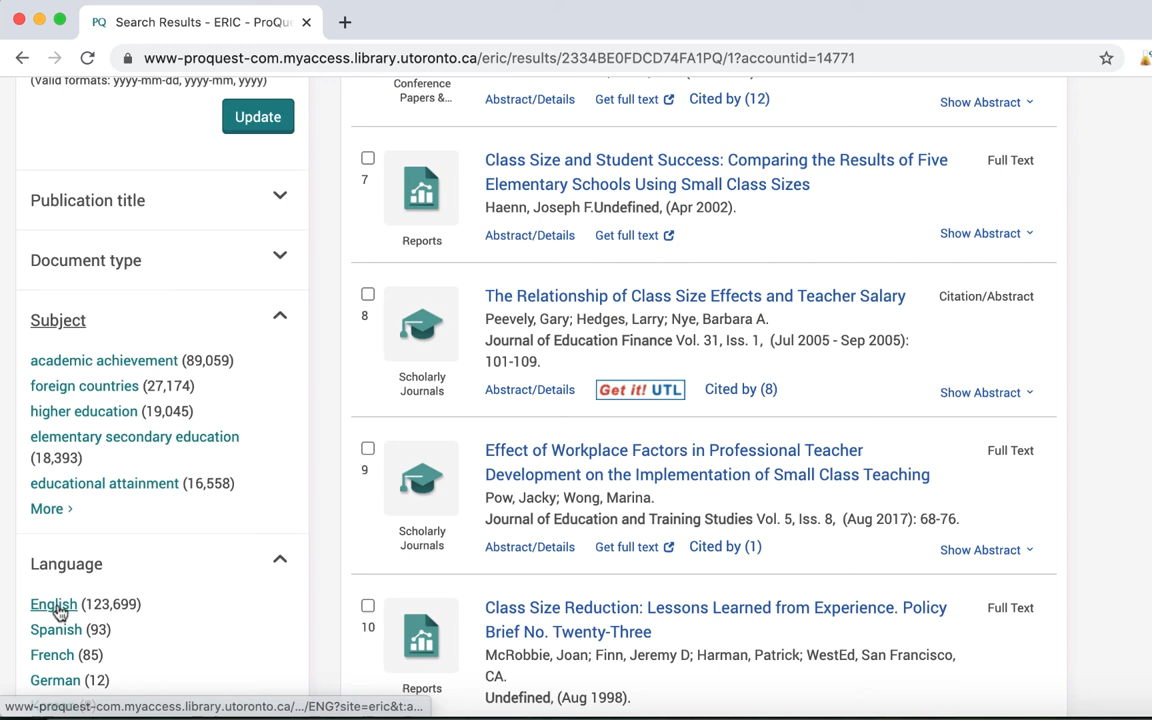 PQ Search Results - ERIC - ProQu
www-proquest-com.myaccess.library.utoronto.ca/eric/results/2334BE0FDCD74FA1PQ/1?accountid=14771
(Valid formats: yyyy-mm-dd, yyyy-mm, yyyy)
Update
Publication title
Document type
Subject
academic achievement (89,059)
foreign countries (27,174)
higher education (19,045)
elementary secondary education
(18,393)
educational attainment (16,558)
More >
Language
English (123,699)
Spanish (93)
French (85)
German (12)
www-proquest-com.myaccess.library.utoronto.ca/.../ENG?site=eric&t:a...
Conference
Papers &...
Abstract/Details Get full text Cited by (12)
Show Abstract
7
Reports
Class Size and Student Success: Comparing the Results of Five
Elementary Schools Using Small Class Sizes
Haenn, Joseph F.Undefined, (Apr 2002).
Abstract/Details Get full text
Full Text
Show Abstract
8
Scholarly
Journals
The Relationship of Class Size Effects and Teacher Salary
Peevely, Gary; Hedges, Larry; Nye, Barbara A.
Journal of Education Finance Vol. 31, Iss. 1, (Jul 2005 - Sep 2005):
101-109.
Abstract/Details Get it! UTL Cited by (8)
Citation/Abstract
Show Abstract
9
Scholarly
Journals
Effect of Workplace Factors in Professional Teacher
Development on the Implementation of Small Class Teaching
Pow, Jacky; Wong, Marina.
Journal of Education and Training Studies Vol. 5, Iss. 8, (Aug 2017): 68-76.
Abstract/Details Get full text Cited by (1)
Full Text
Show Abstract
10
Reports
Class Size Reduction: Lessons Learned from Experience. Policy
Brief No. Twenty-Three
McRobbie, Joan; Finn, Jeremy D; Harman, Patrick; WestEd, San Francisco,
CA.
Undefined, (Aug 1998).
Full Text